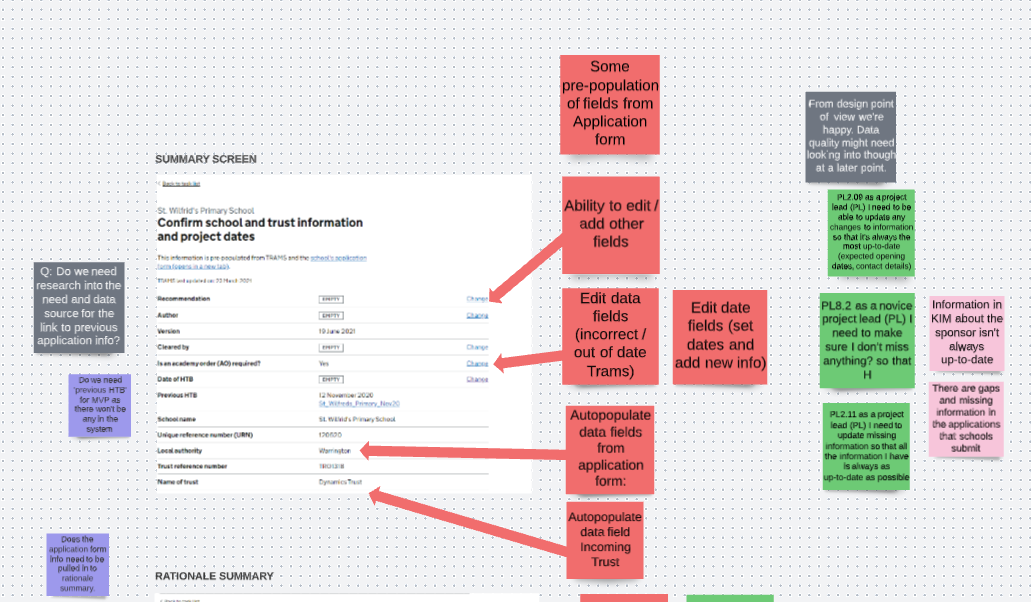 Some
pre-population
of fields from
Application
form
From design point
of view we're
happy. Data
quality might need
looking into though
at a later point.
SUMMARY SCREEN
Back to task list
St. Wilfrid's Primary School
Confirm school and trust information
and project dates
This information is pre-populated from TRAMS and the school's application
form (opens in a new tab).
TRAMS last updated on: 22 March 2021
Recommendation EMPTY Change
Author EMPTY Change
Version 19 June 2021
Cleared by EMPTY Change
Is an academy order (AO) required? Yes Change
Date of HTB EMPTY Change
Previous HTB 12 November 2020
St_Wilfreds_Primary_Nov20
School name St. Wilfrid's Primary School
Unique reference number (URN)
Local authority Warrington
Trust reference number
Name of trust Dynamics Trust
Ability to edit /
add other
fields
Edit data
fields
(incorrect /
out of date
Trams)
Edit date
fields (set
dates and
add new info)
Autopopulate
data fields
from
application
form:
Autopopulate
data field
Incoming
Trust
PL2.09 as a project
lead (PL) I need to be
able to update any
changes to information
so that it's always the
most up-to-date
(expected opening
dates, contact details)
PL8.2 as a novice
project lead (PL) I
need to make
sure I don't miss
anything? so that
H
Information in
KIM about the
sponsor isn't
always
up-to-date
PL2.11 as a project
lead (PL) I need to
update missing
information so that all
the information I have
is always as
up-to-date as possible
There are gaps
and missing
information in
the applications
that schools
submit
Q: Do we need
research into the
need and data
source for the
link to previous
application info?
Do we need
'previous HTB'
for MVP as
there won't be
any in the
system
Does the
application form
info need to be
pulled in to
rationale
summary.
RATIONALE SUMMARY